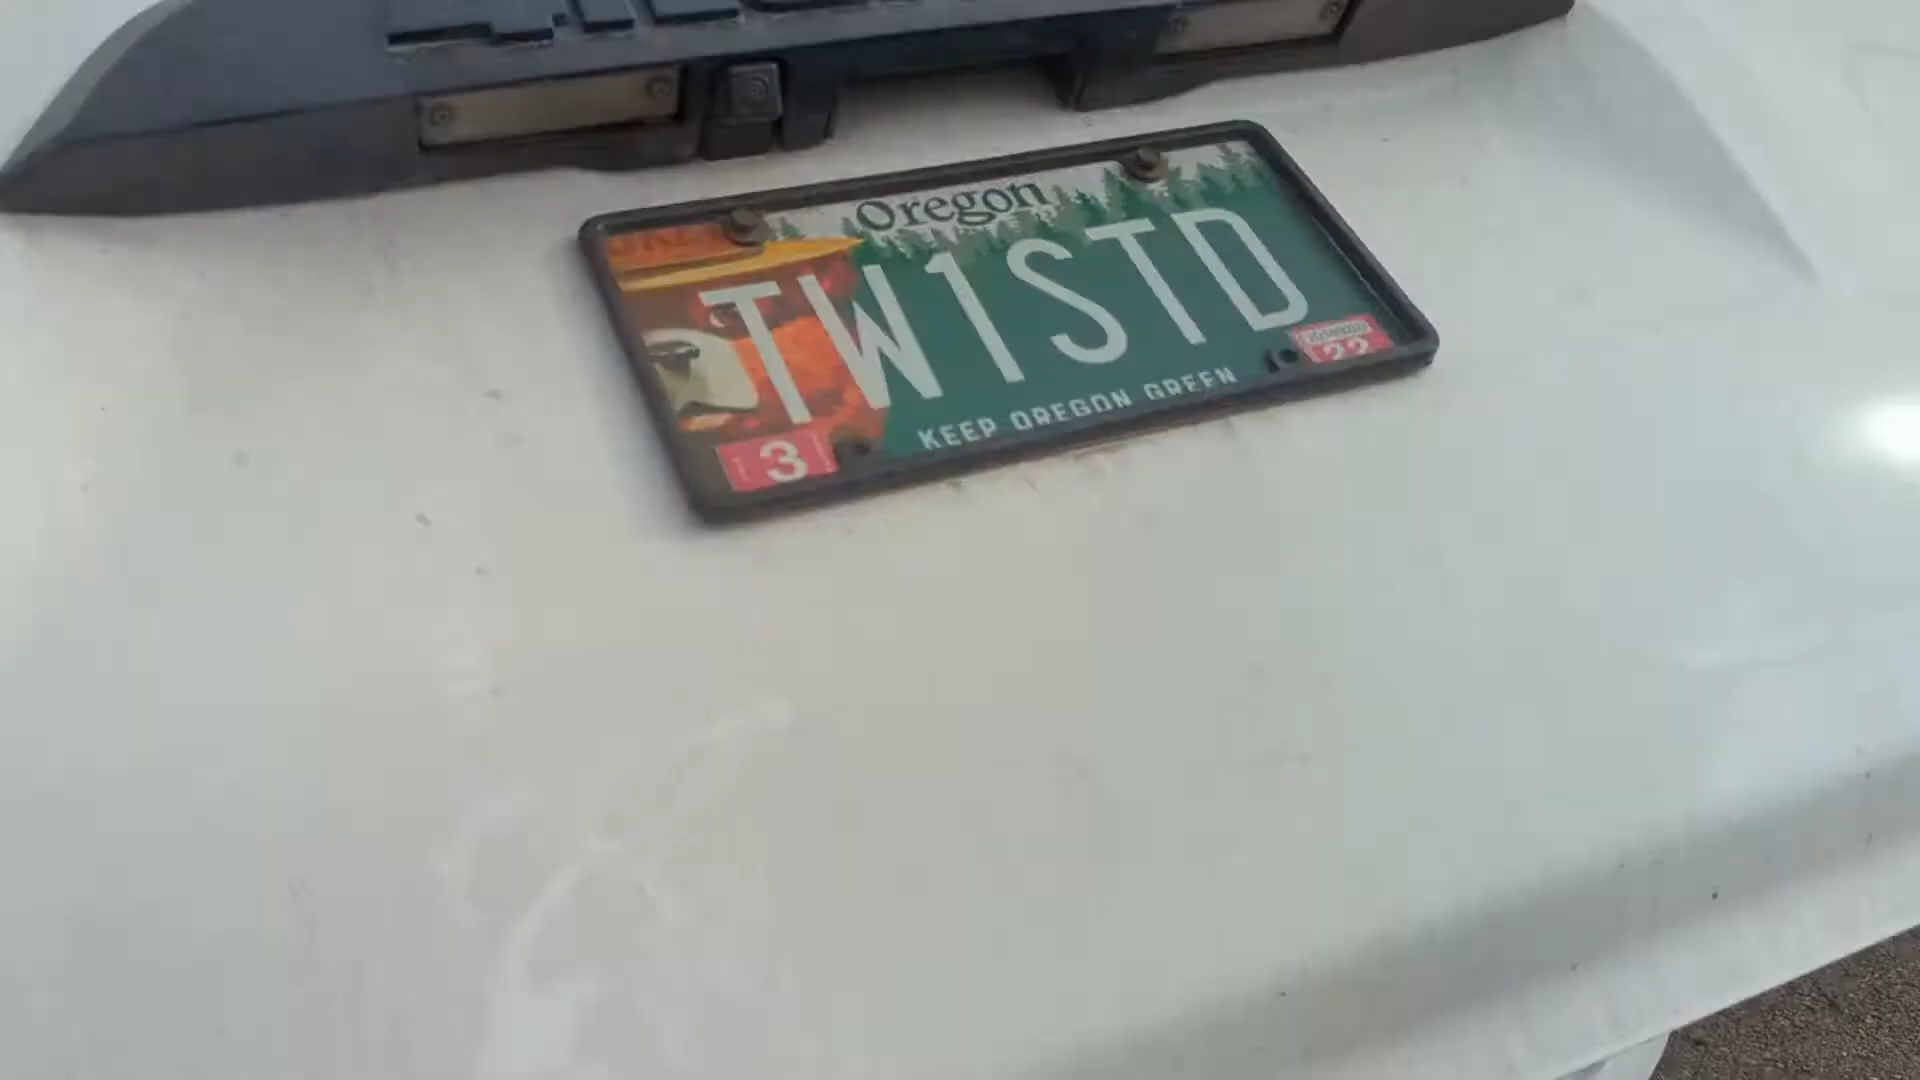 Oregon
TW1STD
KEEP OREGON GREEN
3
22